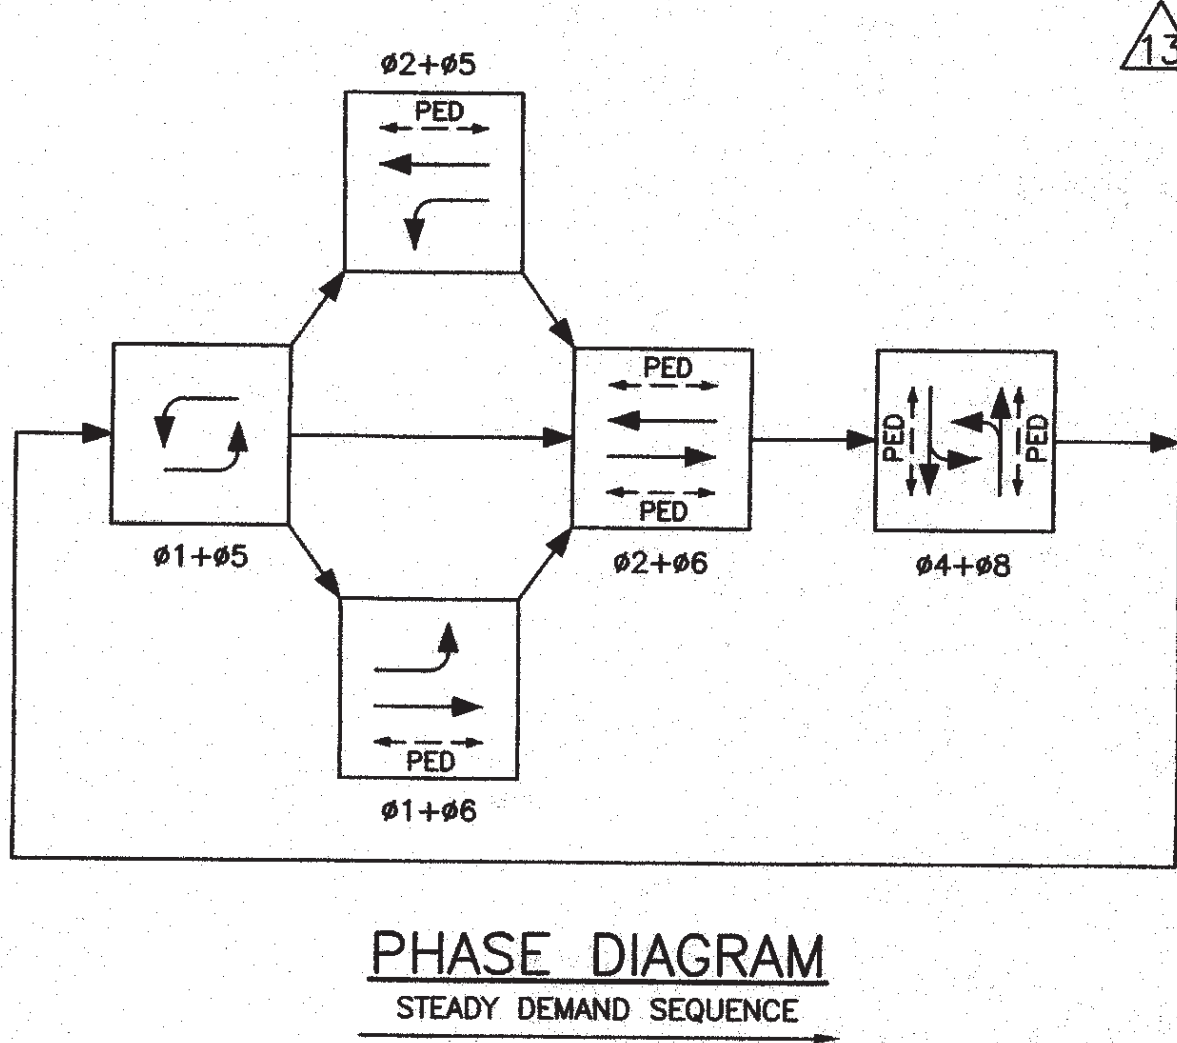 13
ø2+ø5
PED
PED
PED
ø1+ø5
ø2+ø6
PED
PED
ø4+ø8
PED
ø1+ø6
PHASE DIAGRAM
STEADY DEMAND SEQUENCE